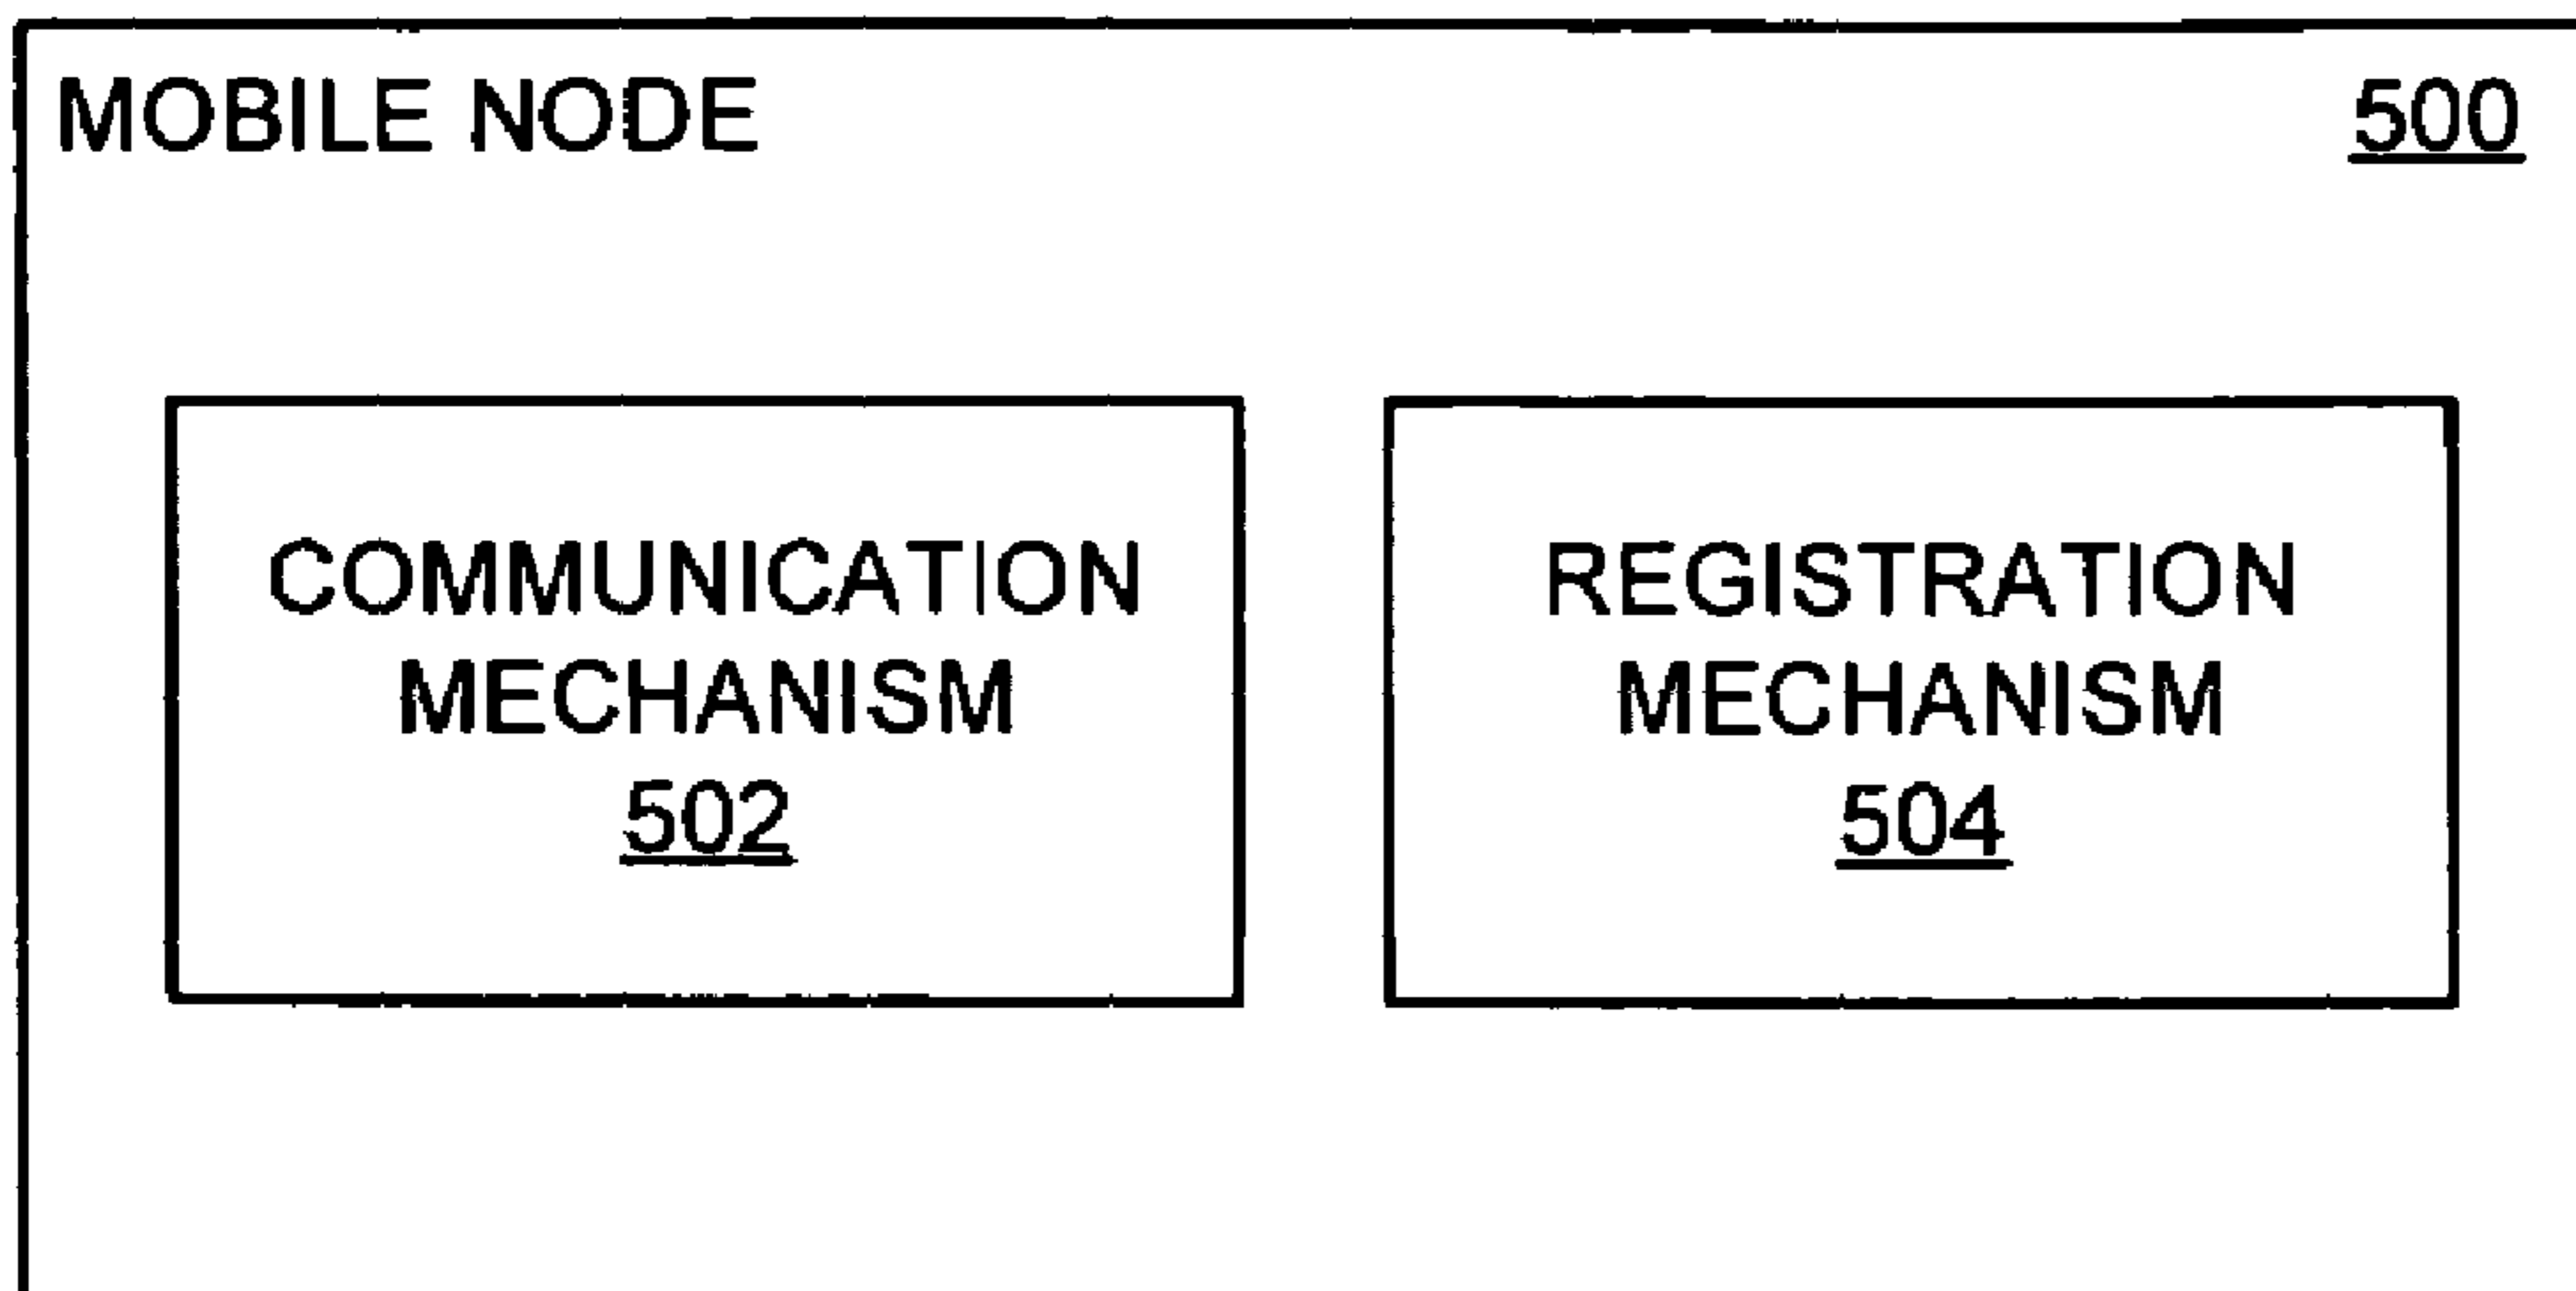 MOBILE NODE 500
COMMUNICATION
MECHANISM
502
REGISTRATION
MECHANISM
504